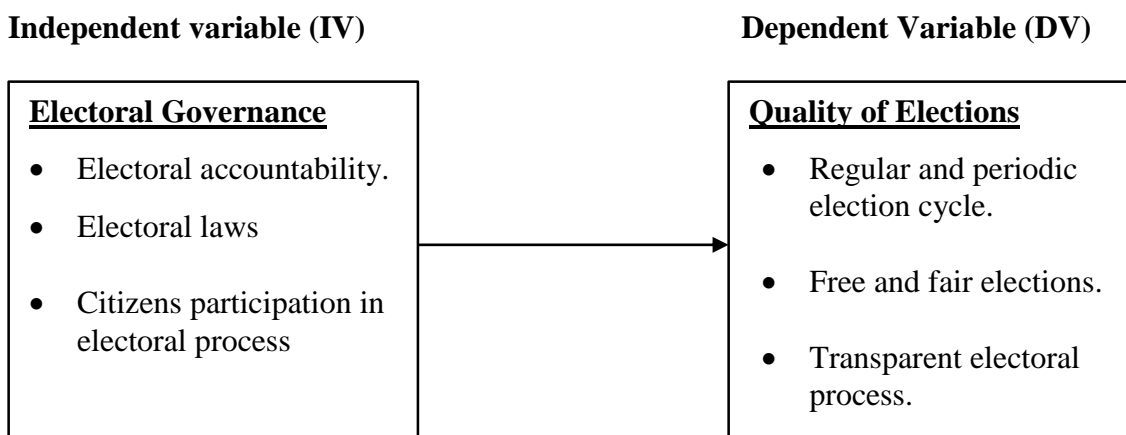 Independent variable (IV)
Dependent Variable (DV)
Electoral Governance
• Electoral accountability.
• Electoral laws
• Citizens participation in
electoral process
Quality of Elections
• Regular and periodic
election cycle.
• Free and fair elections.
• Transparent electoral
process.